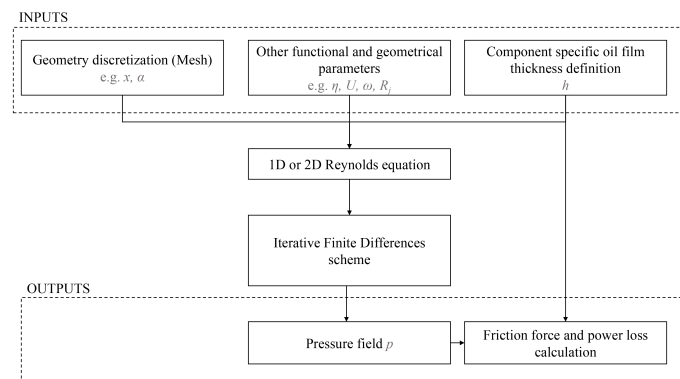 INPUTS
Geometry discretization (Mesh)
e.g. x, α
Other functional and geometrical
parameters
e.g. η, U, ω, Rj
Component specific oil film
thickness definition
h
1D or 2D Reynolds equation
Iterative Finite Differences
scheme
OUTPUTS
Pressure field p
Friction force and power loss
calculation